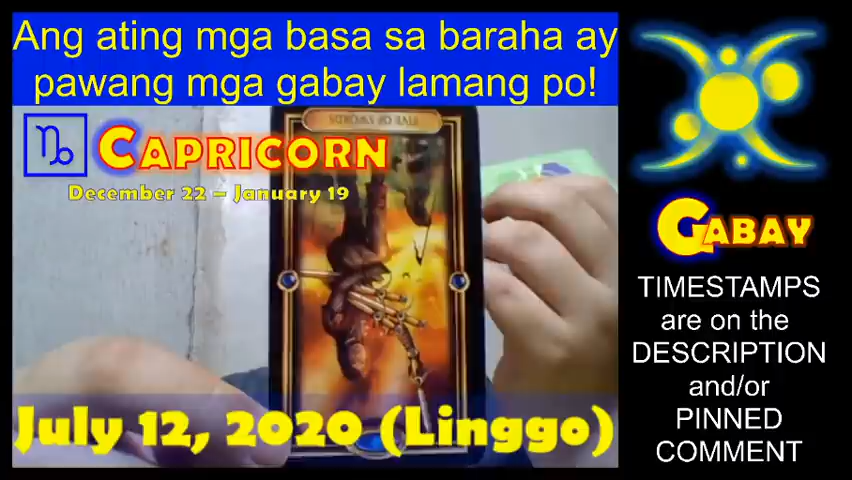 Ang ating mga basa sa baraha ay
pawang mga gabay lamang po!
CAPRICORN
December 22 – January 19
FIVE OF SWORDS
July 12, 2020 (Linggo)
GABAY
TIMESTAMPS
are on the
DESCRIPTION
and/or
PINNED
COMMENT